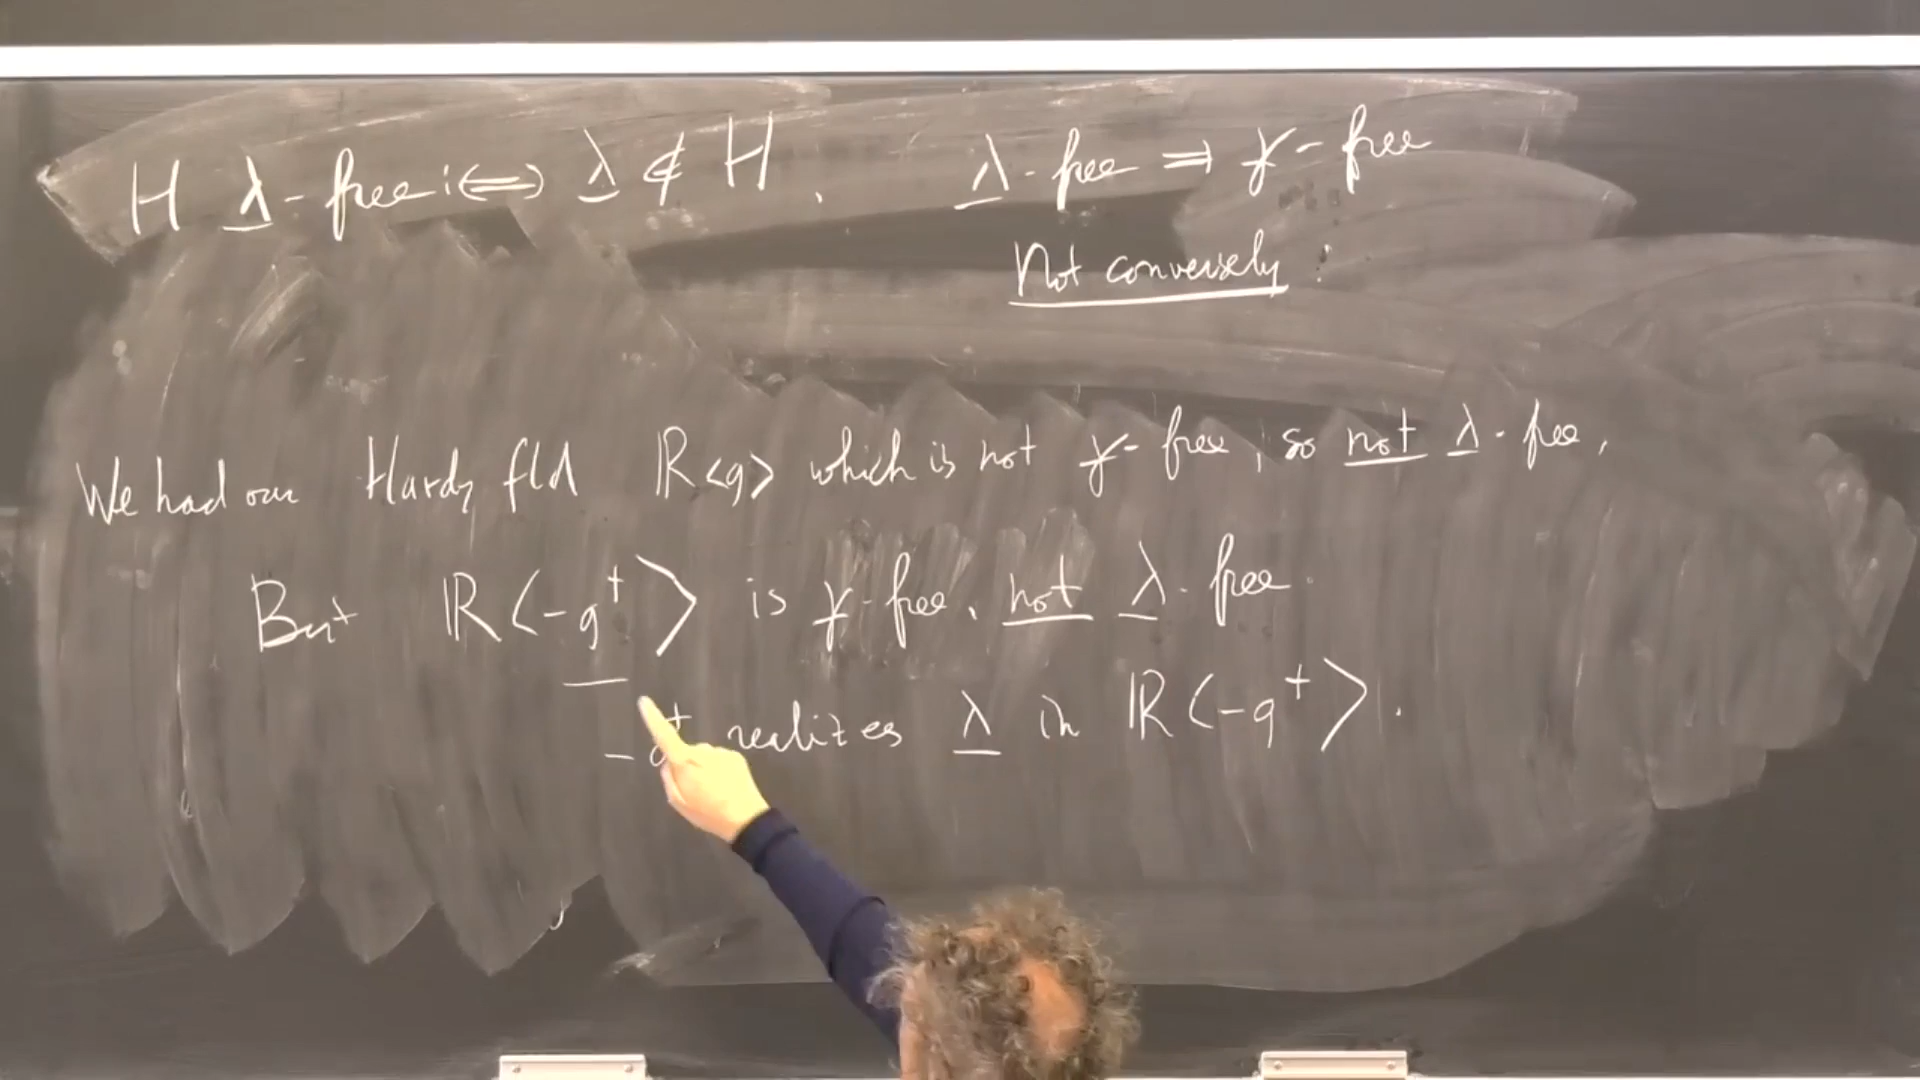 H λ-free :⇔ λ ∉ H. λ-free ⇒ γ-free
Not conversely:
We had our Hardy fld ℝ<g> which is not γ-free, so not λ-free,
But ℝ<-g†> is γ-free, not λ-free.
-g† realizes λ in ℝ<-g†>.